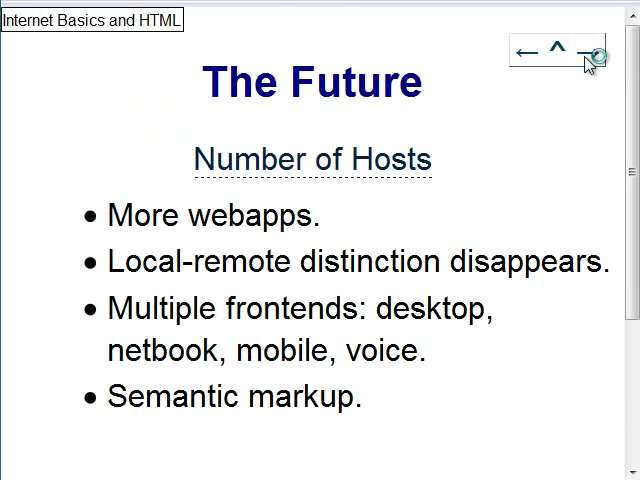 Internet Basics and HTML
← ^ →
The Future
Number of Hosts
• More webapps.
• Local-remote distinction disappears.
• Multiple frontends: desktop,
netbook, mobile, voice.
• Semantic markup.